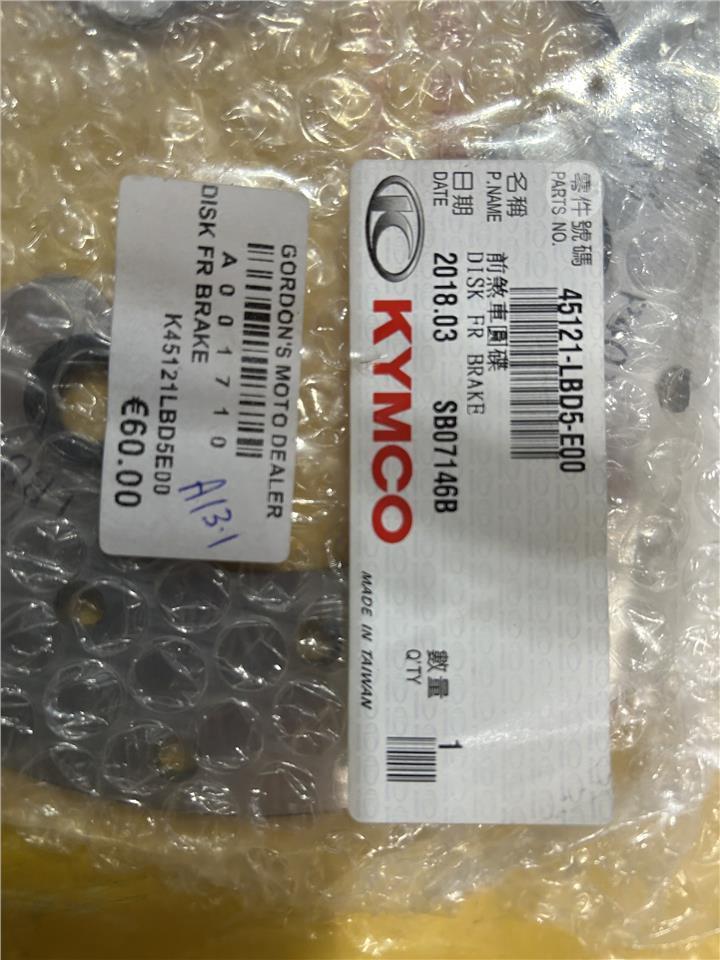 零件號碼
PARTS NO.
45121-LBD5-E00
名稱
P.NAME
前煞車圓碟
DISK FR BRAKE
日期
DATE
2018.03
SB07146B
KYMCO
MADE IN TAIWAN
數量
Q'TY
1
GORDON'S MOTO DEALER
A001710
DISK FR BRAKE
K45121LBD5E00
€60.00
A13.1